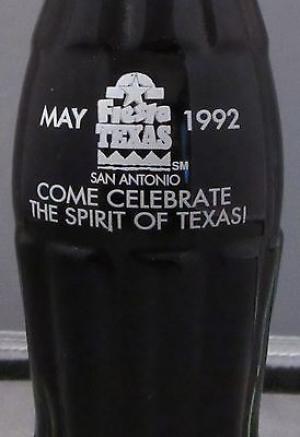 MAY Fiesta 1992
TEXAS
SM
SAN ANTONIO
COME CELEBRATE
THE SPIRIT OF TEXAS!